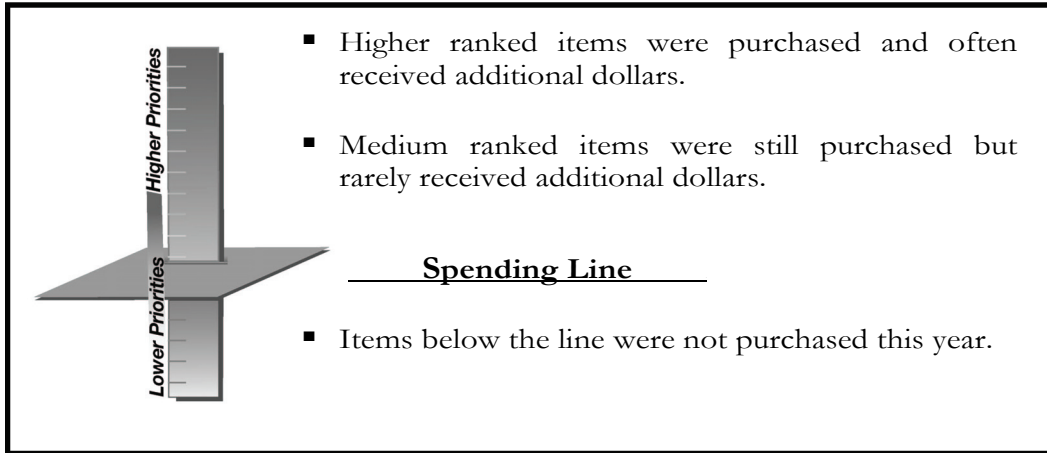 Higher Priorities
Lower Priorities
▪ Higher ranked items were purchased and often
received additional dollars.
▪ Medium ranked items were still purchased but
rarely received additional dollars.
Spending Line
▪ Items below the line were not purchased this year.